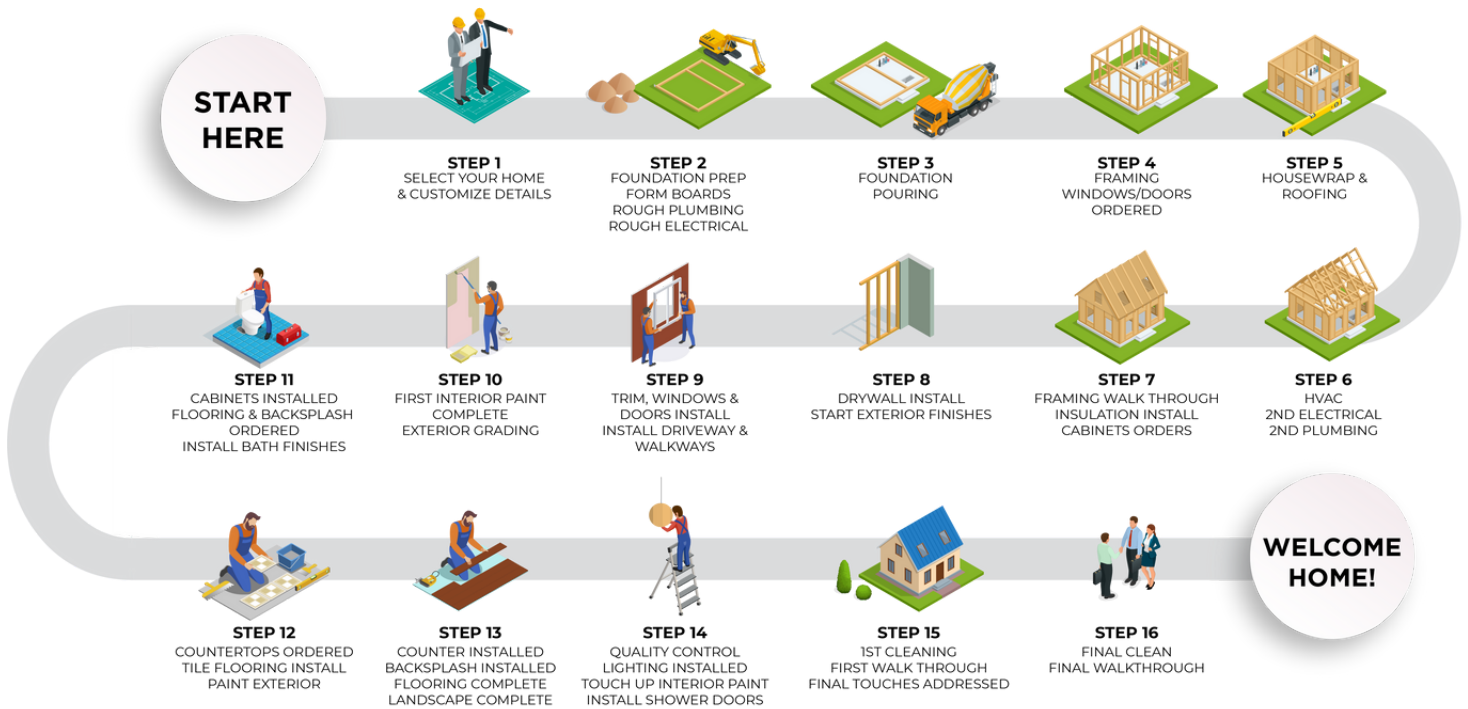 START
HERE
STEP 1
SELECT YOUR HOME
& CUSTOMIZE DETAILS
STEP 2
FOUNDATION PREP
FORM BOARDS
ROUGH PLUMBING
ROUGH ELECTRICAL
STEP 3
FOUNDATION
POURING
STEP 4
FRAMING
WINDOWS/DOORS
ORDERED
STEP 5
HOUSEWRAP &
ROOFING
STEP 6
HVAC
2ND ELECTRICAL
2ND PLUMBING
STEP 7
FRAMING WALK THROUGH
INSULATION INSTALL
CABINETS ORDERS
STEP 8
DRYWALL INSTALL
START EXTERIOR FINISHES
STEP 9
TRIM, WINDOWS &
DOORS INSTALL
INSTALL DRIVEWAY &
WALKWAYS
STEP 10
FIRST INTERIOR PAINT
COMPLETE
EXTERIOR GRADING
STEP 11
CABINETS INSTALLED
FLOORING & BACKSPLASH
ORDERED
INSTALL BATH FINISHES
STEP 12
COUNTERTOPS ORDERED
TILE FLOORING INSTALL
PAINT EXTERIOR
STEP 13
COUNTER INSTALLED
BACKSPLASH INSTALLED
FLOORING COMPLETE
LANDSCAPE COMPLETE
STEP 14
QUALITY CONTROL
LIGHTING INSTALLED
TOUCH UP INTERIOR PAINT
INSTALL SHOWER DOORS
STEP 15
1ST CLEANING
FIRST WALK THROUGH
FINAL TOUCHES ADDRESSED
STEP 16
FINAL CLEAN
FINAL WALKTHROUGH
WELCOME
HOME!